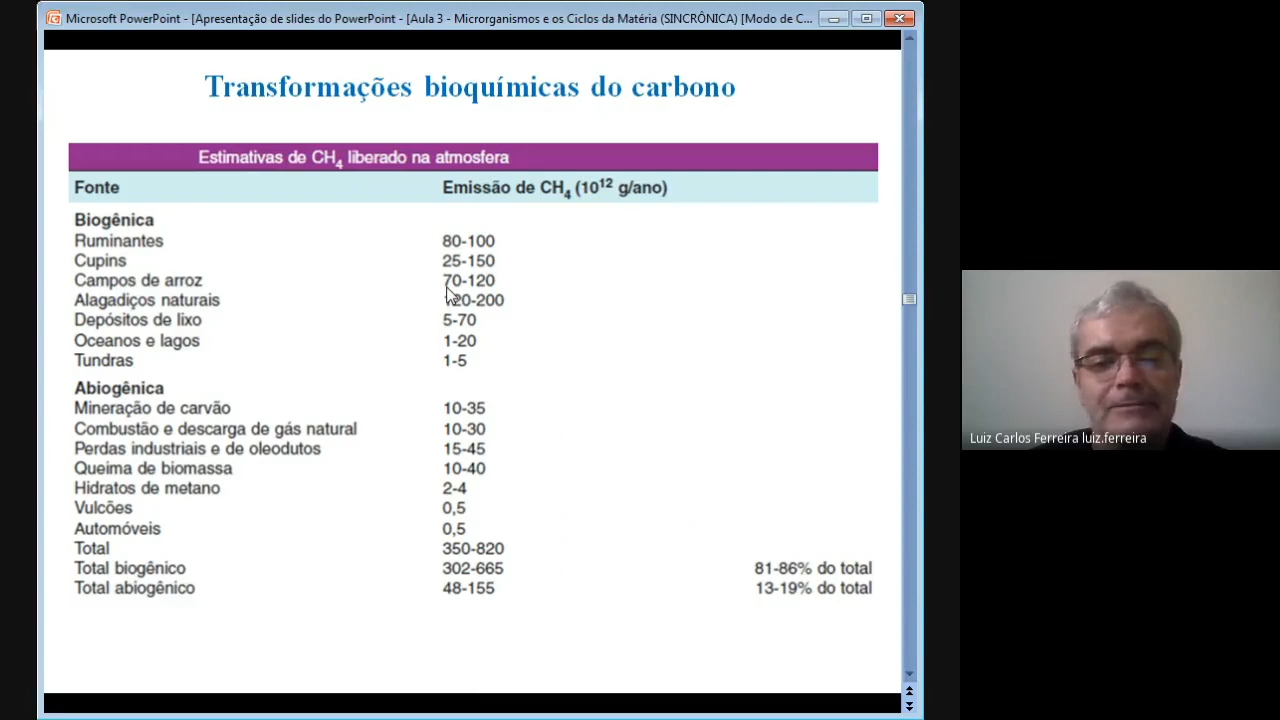 Microsoft PowerPoint - [Apresentação de slides do PowerPoint - [Aula 3 - Microrganismos e os Ciclos da Matéria (SINCRÔNICA) [Modo de C...
Transformações bioquímicas do carbono
Estimativas de CH4 liberado na atmosfera
Fonte Emissão de CH4 (10¹² g/ano)
Biogênica
Ruminantes 80-100
Cupins 25-150
Campos de arroz 70-120
Alagadiços naturais 20-200
Depósitos de lixo 5-70
Oceanos e lagos 1-20
Tundras 1-5
Abiogênica
Mineração de carvão 10-35
Combustão e descarga de gás natural 10-30
Perdas industriais e de oleodutos 15-45
Queima de biomassa 10-40
Hidratos de metano 2-4
Vulcões 0,5
Automóveis 0,5
Total 350-820
Total biogênico 302-665 81-86% do total
Total abiogênico 48-155 13-19% do total
Luiz Carlos Ferreira luiz.ferreira